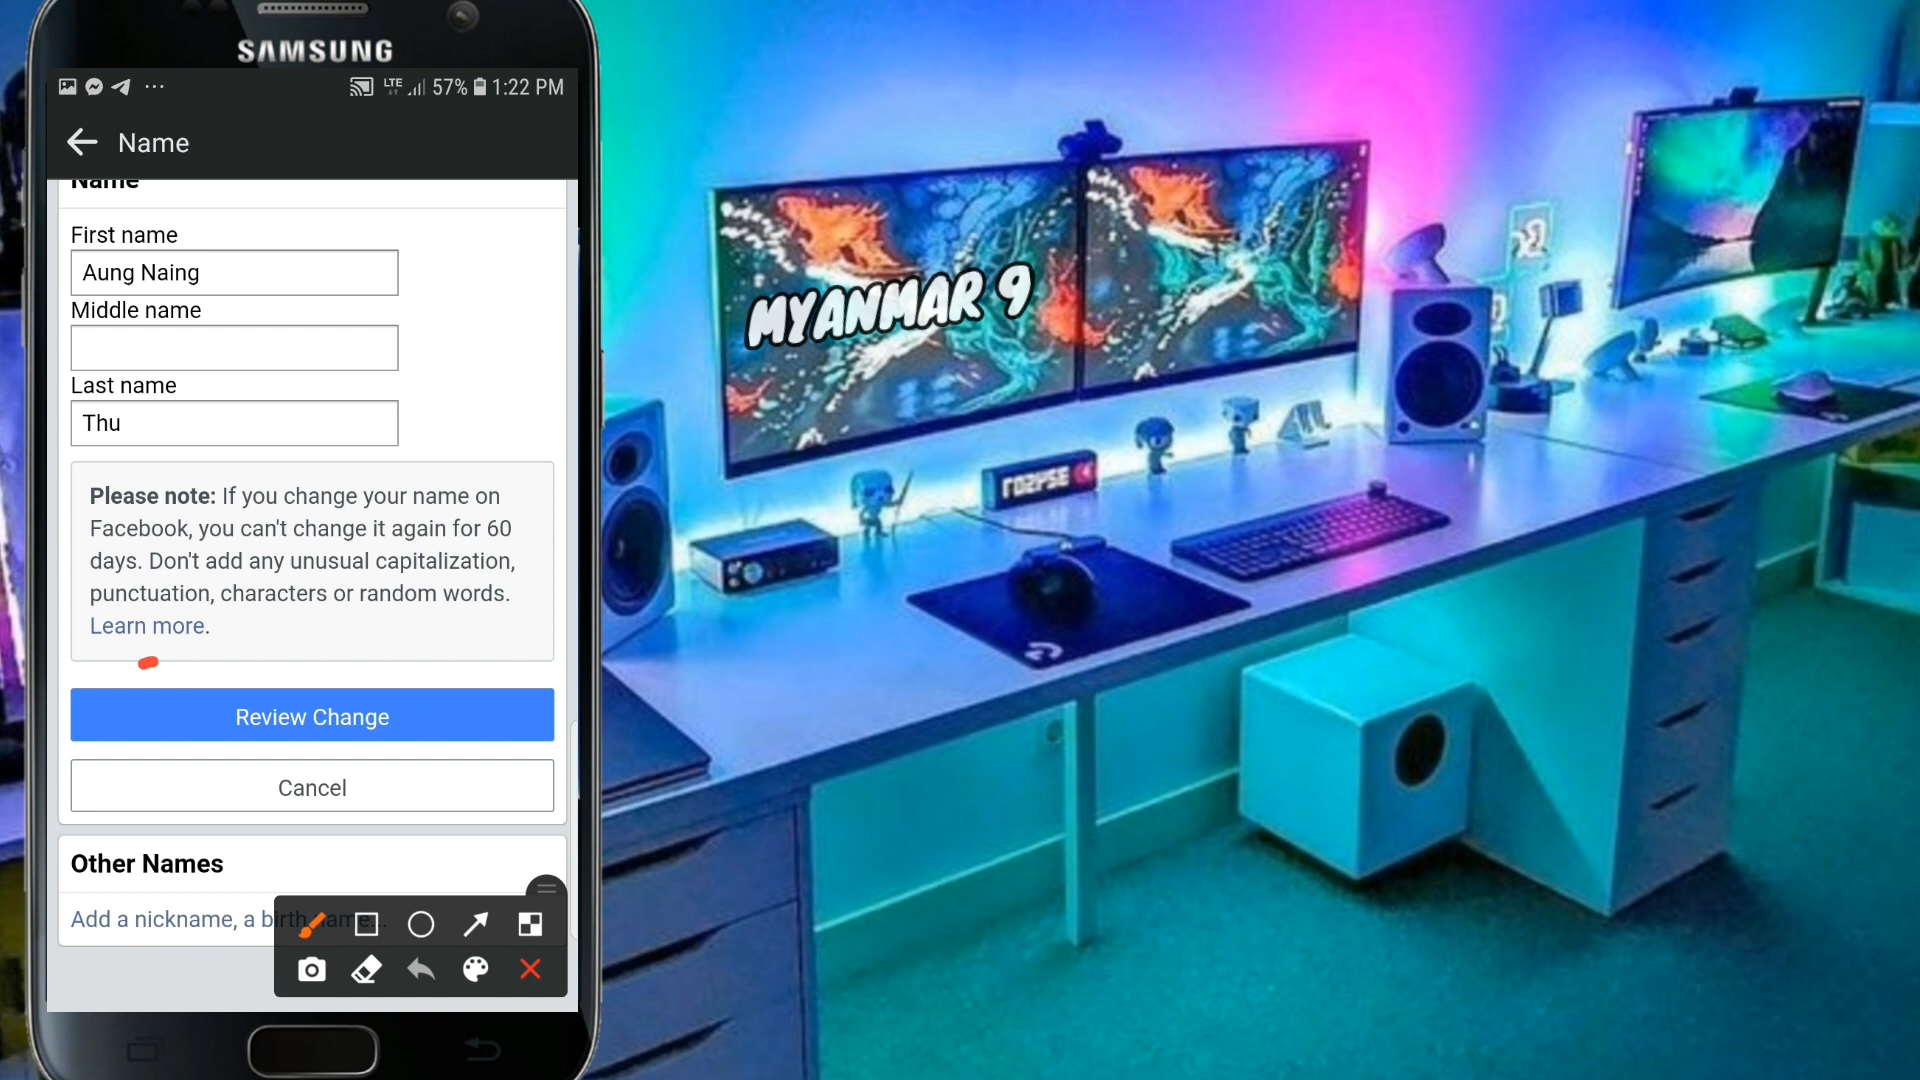 SAMSUNG
LTE 57% 1:22 PM
Name
Name
First name
Aung Naing
Middle name
Last name
Thu
Please note: If you change your name on
Facebook, you can't change it again for 60
days. Don't add any unusual capitalization,
punctuation, characters or random words.
Learn more.
Review Change
Cancel
Other Names
Add a nickname, a birth name...
MYANMAR 9